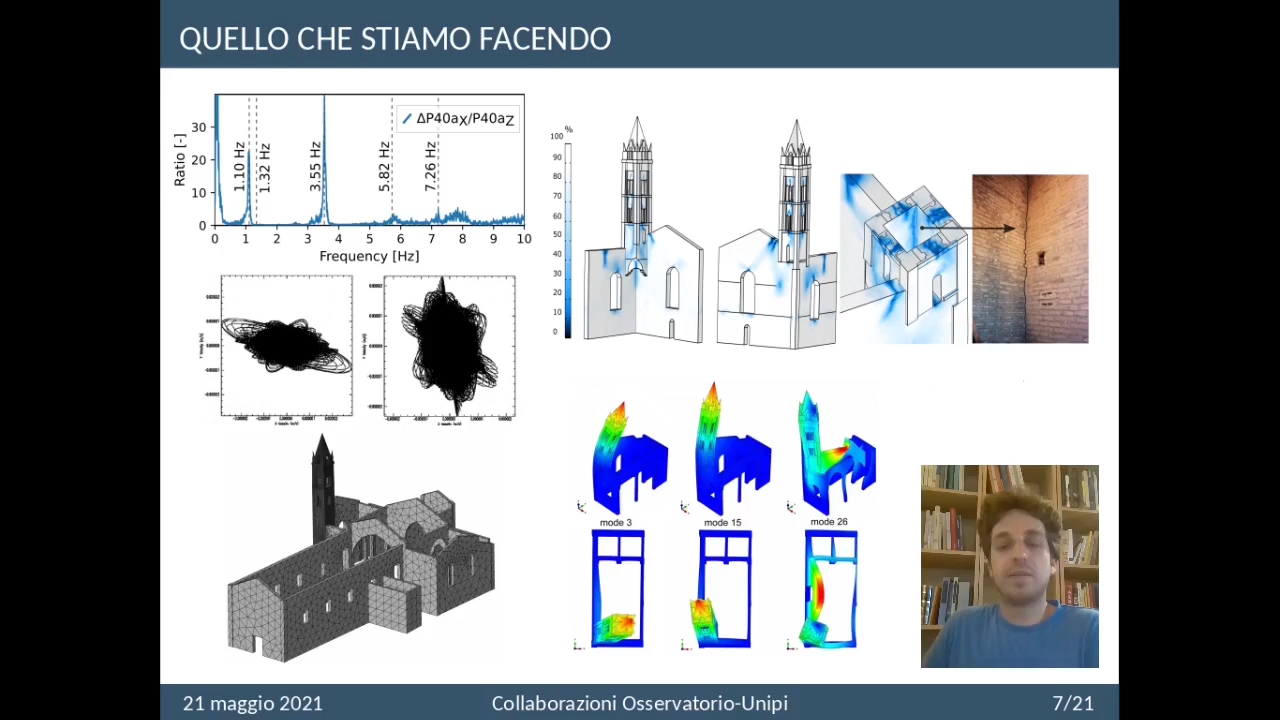 QUELLO CHE STIAMO FACENDO
ΔP40aX/P40aZ
Ratio [-]
30
20
10
0
1.10 Hz
1.32 Hz
3.55 Hz
5.82 Hz
7.26 Hz
0 1 2 3 4 5 6 7 8 9 10
Frequency [Hz]
%
100
90
80
70
60
50
40
30
20
10
0
mode 3
mode 15
mode 26
21 maggio 2021
Collaborazioni Osservatorio-Unipi
7/21